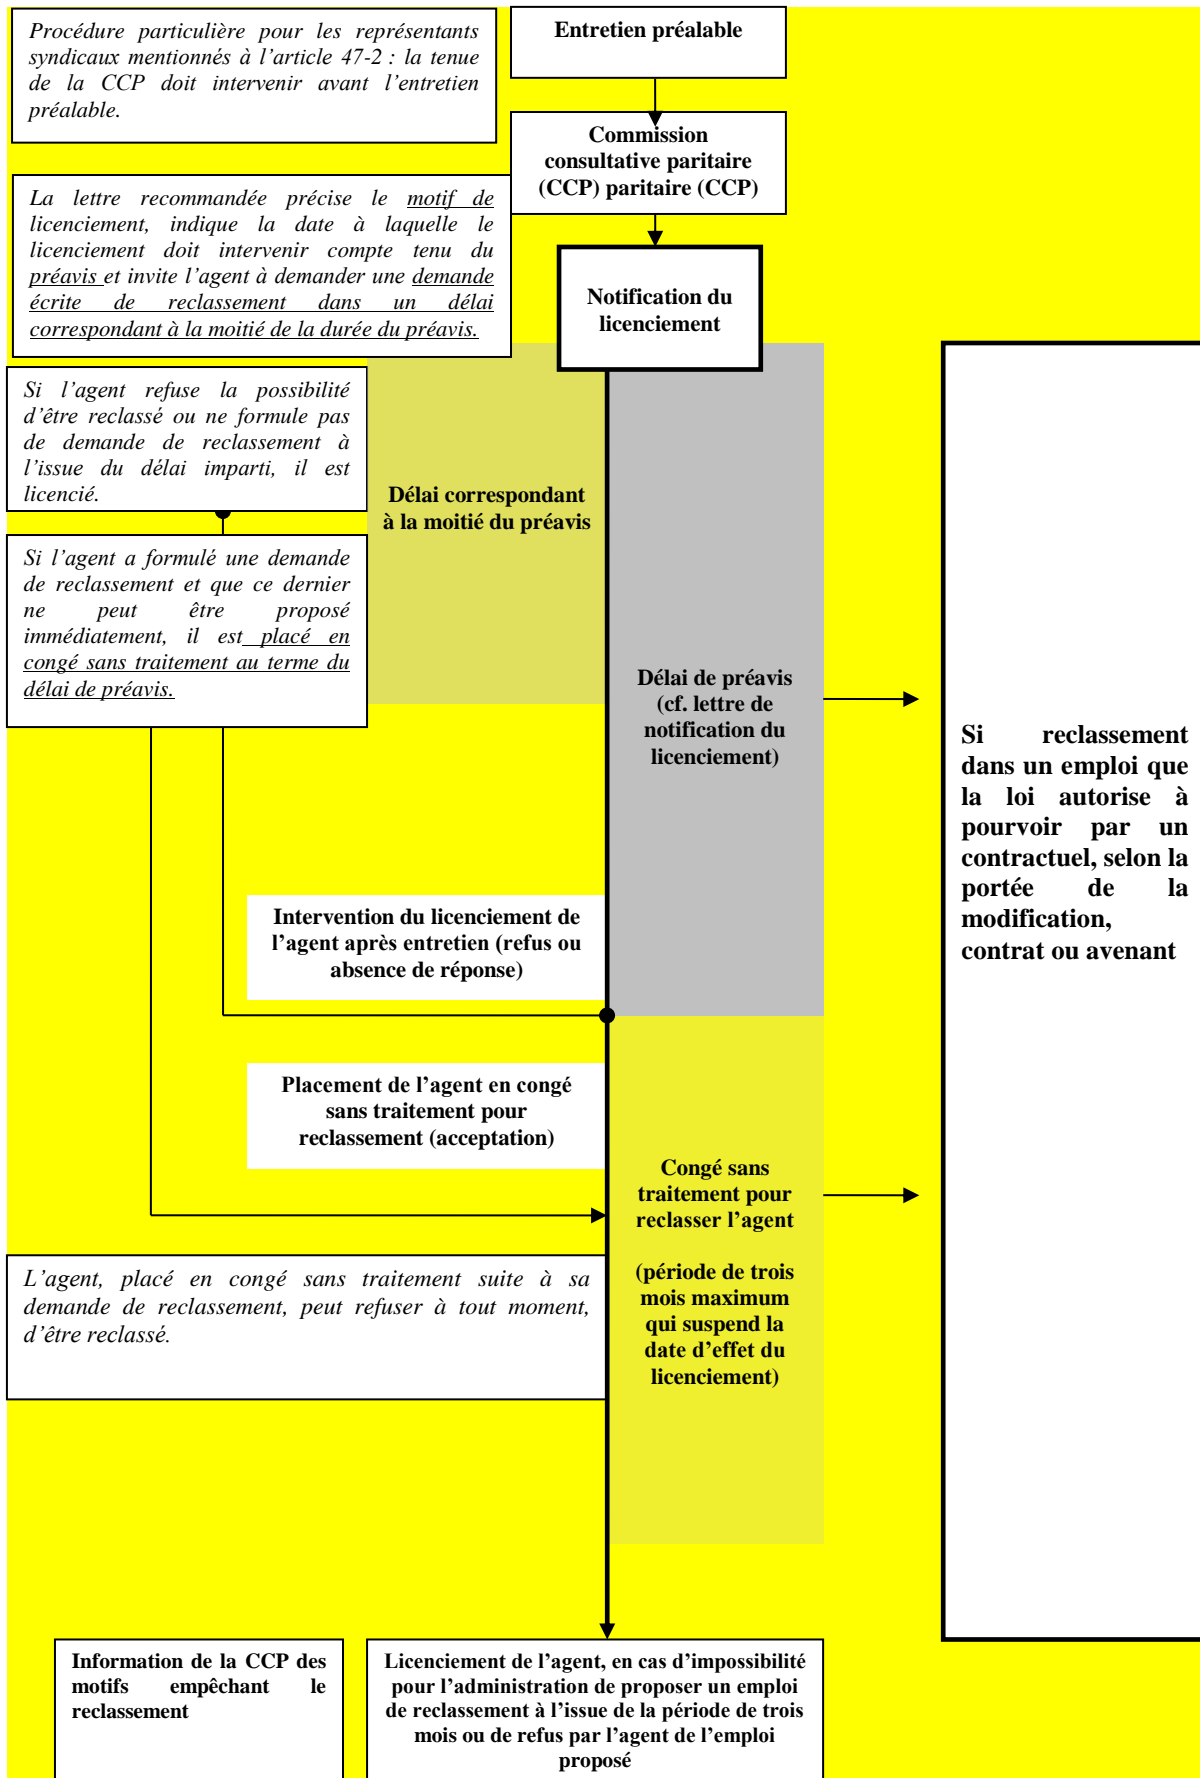 Procédure particulière pour les représentants
syndicaux mentionnés à l’article 47-2 : la tenue
de la CCP doit intervenir avant l’entretien
préalable.
Entretien préalable
Commission
consultative paritaire
(CCP) paritaire (CCP)
La lettre recommandée précise le motif de
licenciement, indique la date à laquelle le
licenciement doit intervenir compte tenu du
préavis et invite l’agent à demander une demande
écrite de reclassement dans un délai
correspondant à la moitié de la durée du préavis.
Notification du
licenciement
Si l’agent refuse la possibilité
d’être reclassé ou ne formule pas
de demande de reclassement à
l’issue du délai imparti, il est
licencié.
Délai correspondant
à la moitié du préavis
Si l’agent a formulé une demande
de reclassement et que ce dernier
ne peut être proposé
immédiatement, il est placé en
congé sans traitement au terme du
délai de préavis.
Délai de préavis
(cf. lettre de
notification du
licenciement)
Si reclassement
dans un emploi que
la loi autorise à
pourvoir par un
contractuel, selon la
portée de la
modification,
contrat ou avenant
Intervention du licenciement de
l’agent après entretien (refus ou
absence de réponse)
Placement de l’agent en congé
sans traitement pour
reclassement (acceptation)
Congé sans
traitement pour
reclasser l’agent
(période de trois
mois maximum
qui suspend la
date d’effet du
licenciement)
L’agent, placé en congé sans traitement suite à sa
demande de reclassement, peut refuser à tout moment,
d’être reclassé.
Information de la CCP des
motifs empêchant le
reclassement
Licenciement de l’agent, en cas d’impossibilité
pour l’administration de proposer un emploi
de reclassement à l’issue de la période de trois
mois ou de refus par l’agent de l’emploi
proposé